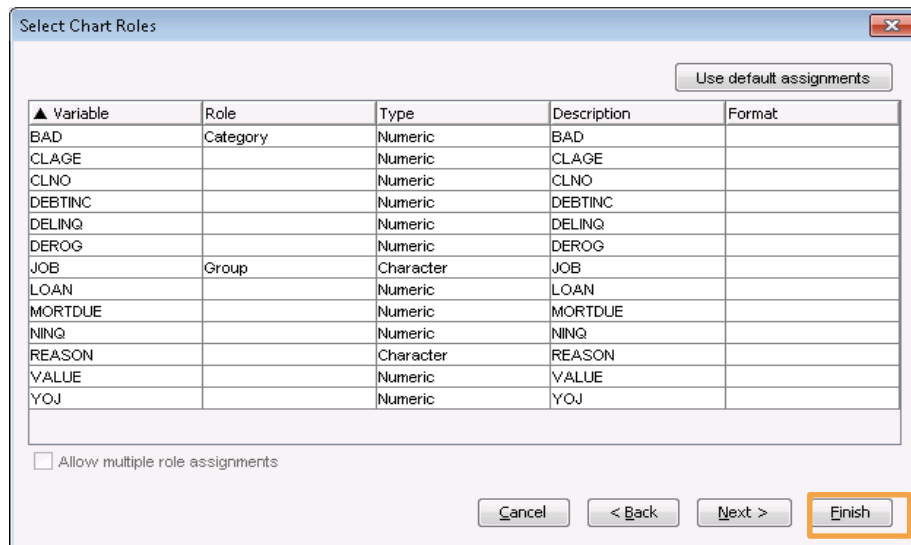 Select Chart Roles
Use default assignments
▲ Variable Role Type Description Format
BAD Category Numeric BAD
CLAGE Numeric CLAGE
CLNO Numeric CLNO
DEBTINC Numeric DEBTINC
DELINQ Numeric DELINQ
DEROG Numeric DEROG
JOB Group Character JOB
LOAN Numeric LOAN
MORTDUE Numeric MORTDUE
NINQ Numeric NINQ
REASON Character REASON
VALUE Numeric VALUE
YOJ Numeric YOJ
Allow multiple role assignments
Cancel < Back Next > Finish